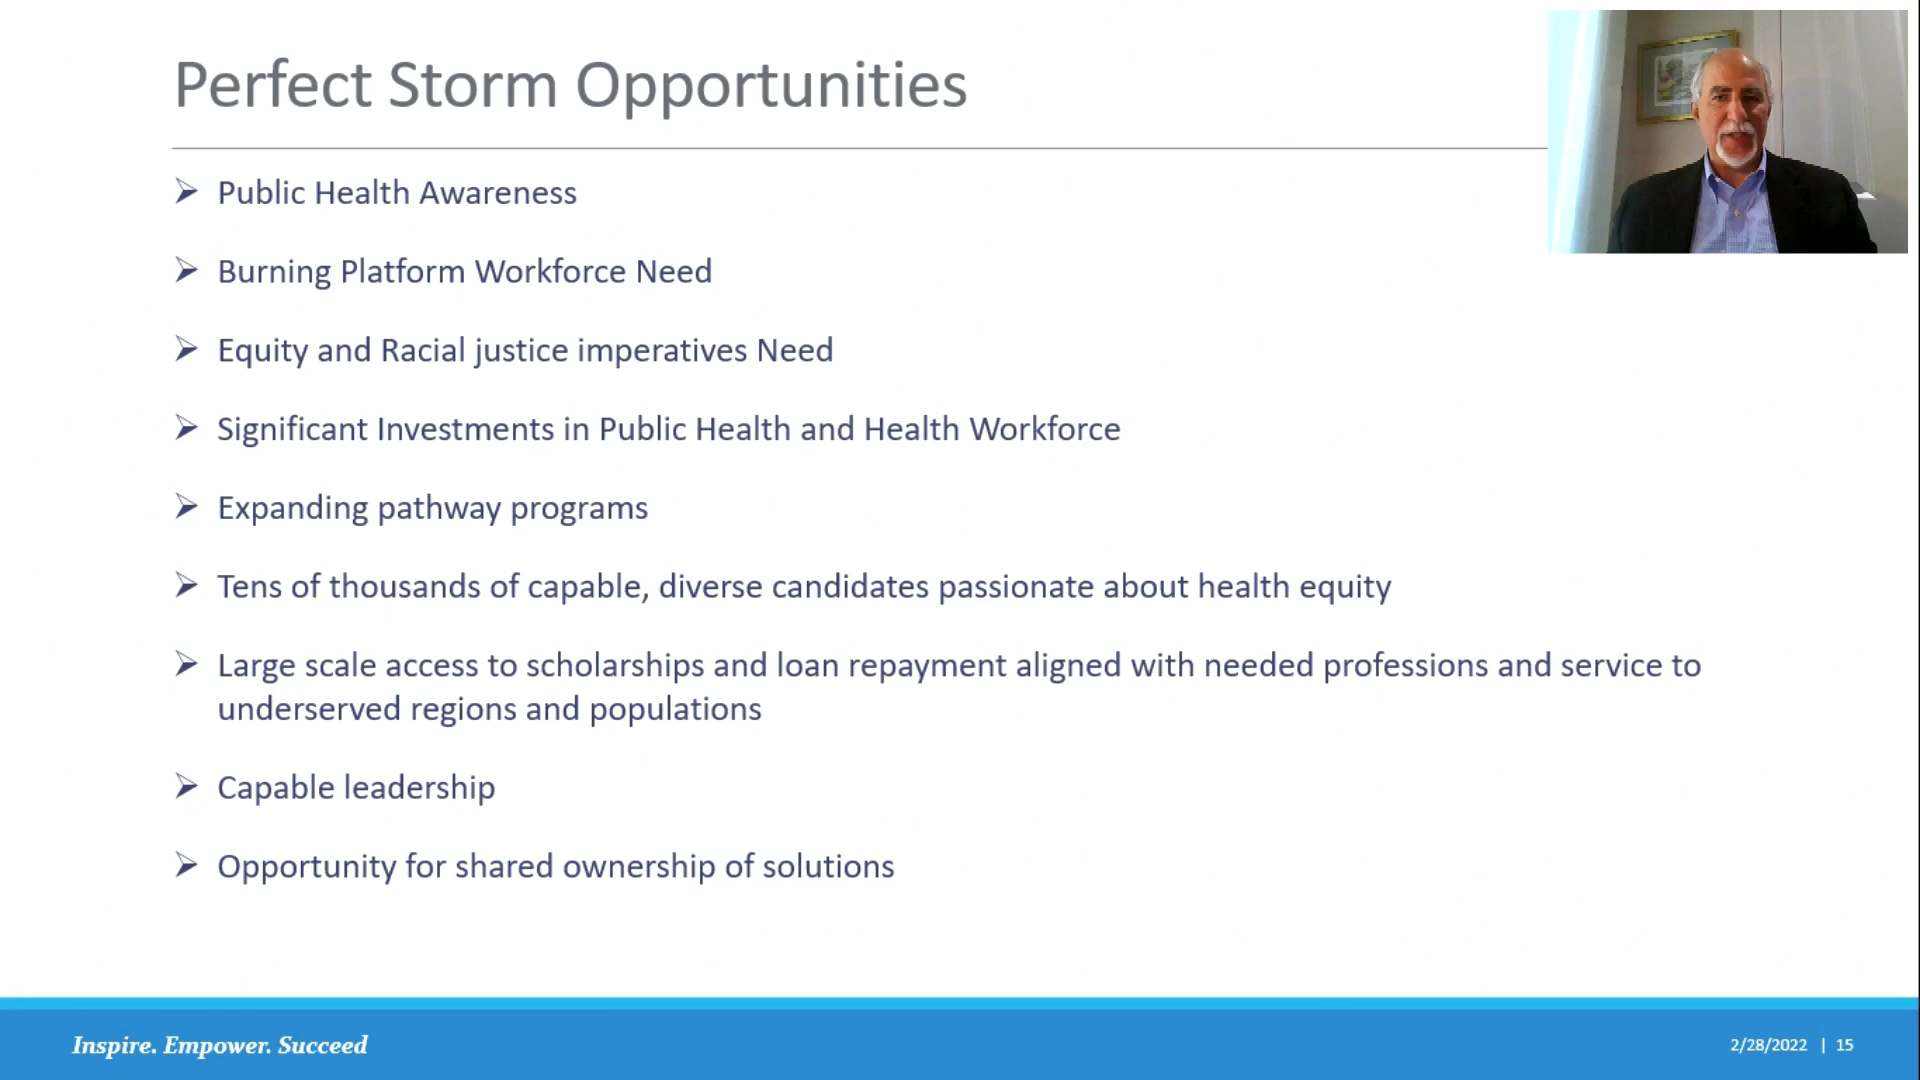 Perfect Storm Opportunities
Public Health Awareness
Burning Platform Workforce Need
Equity and Racial justice imperatives Need
Significant Investments in Public Health and Health Workforce
Expanding pathway programs
Tens of thousands of capable, diverse candidates passionate about health equity
Large scale access to scholarships and loan repayment aligned with needed professions and service to
underserved regions and populations
Capable leadership
Opportunity for shared ownership of solutions
Inspire. Empower. Succeed
2/28/2022 | 15